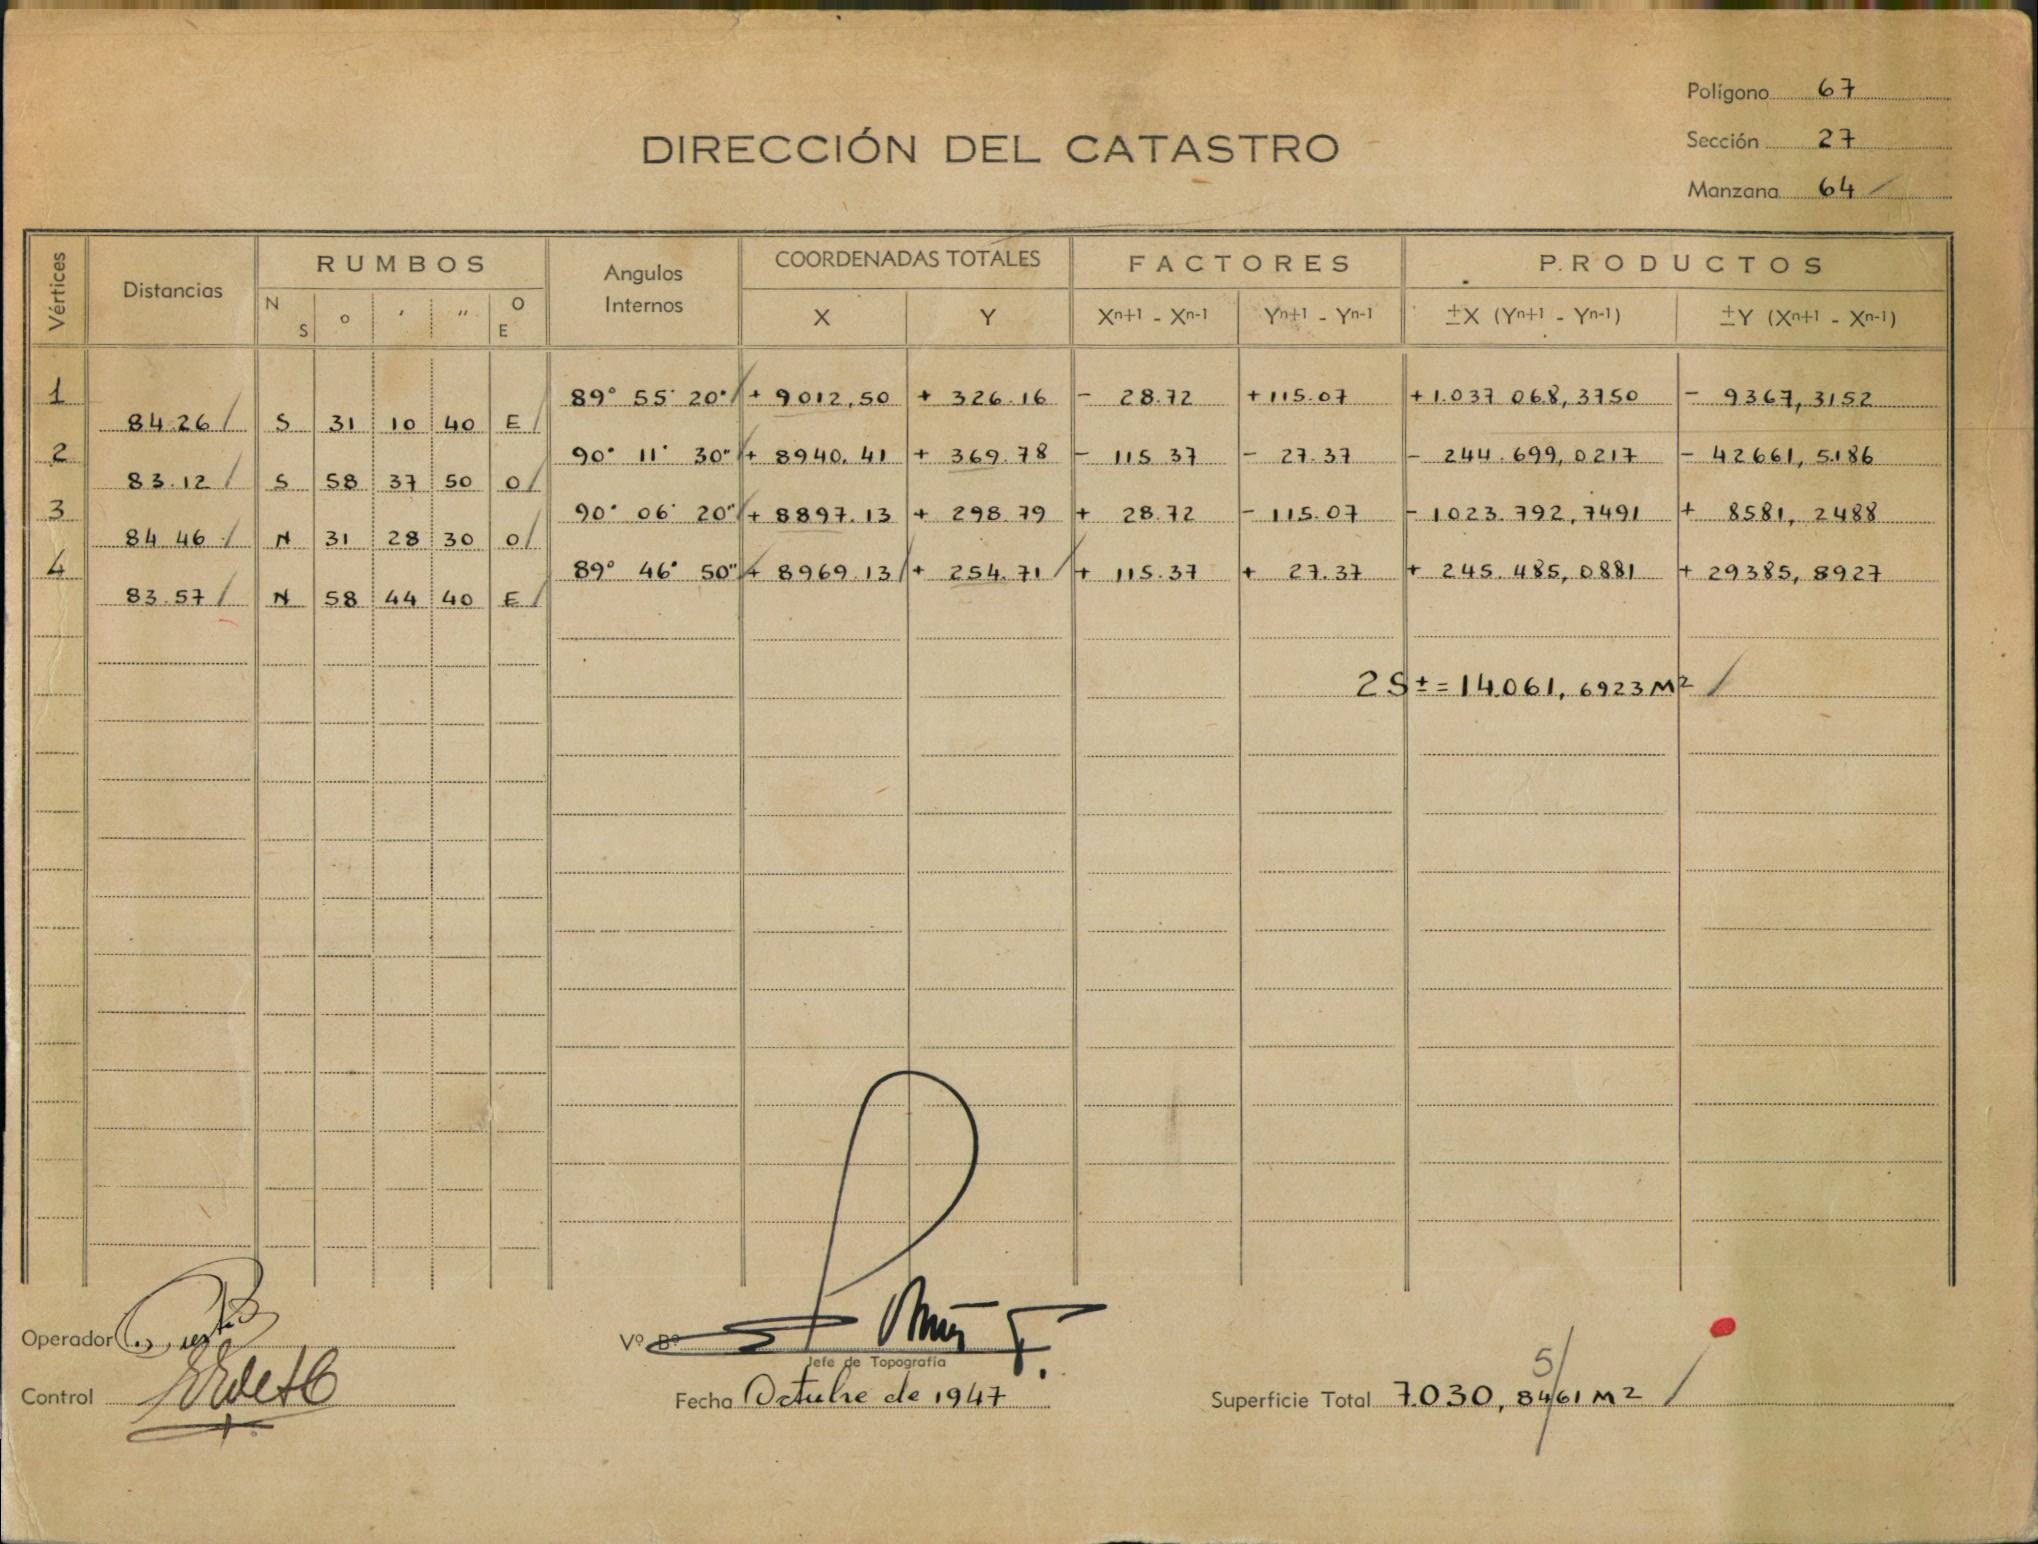 Polígono 67
DIRECCIÓN DEL CATASTRO
Sección 27
Manzana 64
Vértices Distancias RUMBOS Angulos Internos COORDENADAS TOTALES FACTORES PRODUCTOS
N S o ′ ″ O E X Y Xn+1 - Xn-1 Yn+1 - Yn-1 ±X (Yn+1 - Yn-1) ±Y (Xn+1 - Xn-1)
1 89° 55' 20" + 9012,50 + 326.16 - 28.72 + 115.07 + 1.037 068,3750 - 9367,3152
84.26 S 31 10 40 E
2 90° 11' 30" + 8940.41 + 369.78 - 115 37 - 27.37 - 244.699,0217 - 42661,5186
83.12 S 58 37 50 O
3 90° 06' 20" + 8897.13 + 298.79 + 28.72 - 115.07 - 1023.792,7491 + 8581,2488
84 46 N 31 28 30 O
4 89° 46' 50" + 8969.13 + 254.71 + 115.37 + 27.37 + 245.485,0881 + 29385,8927
83.57 N 58 44 40 E
2 S ± = 14.061,6923 M2
Operador
Vº Bº
Jefe de Topografía
5
Control
Fecha Octubre de 1947
Superficie Total 7.030,8461 M2